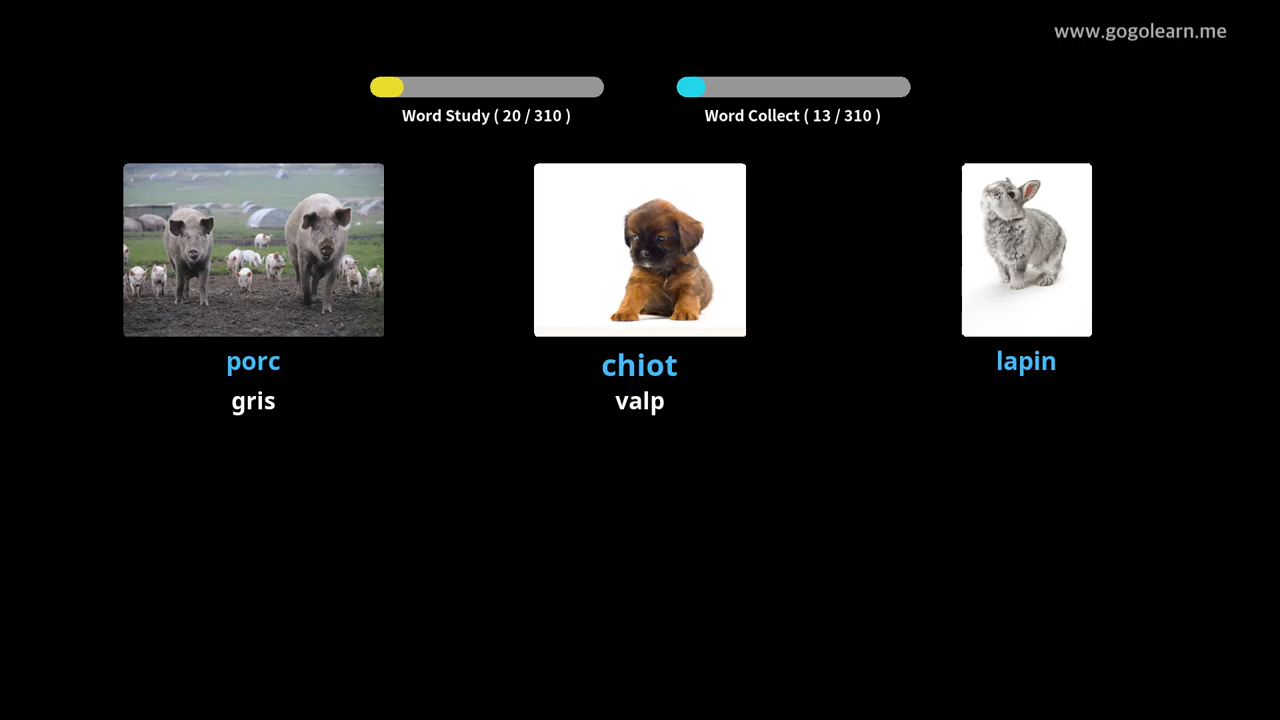 www.gogolearn.me
Word Study ( 20 / 310 )
Word Collect ( 13 / 310 )
porc
chiot
lapin
gris
valp